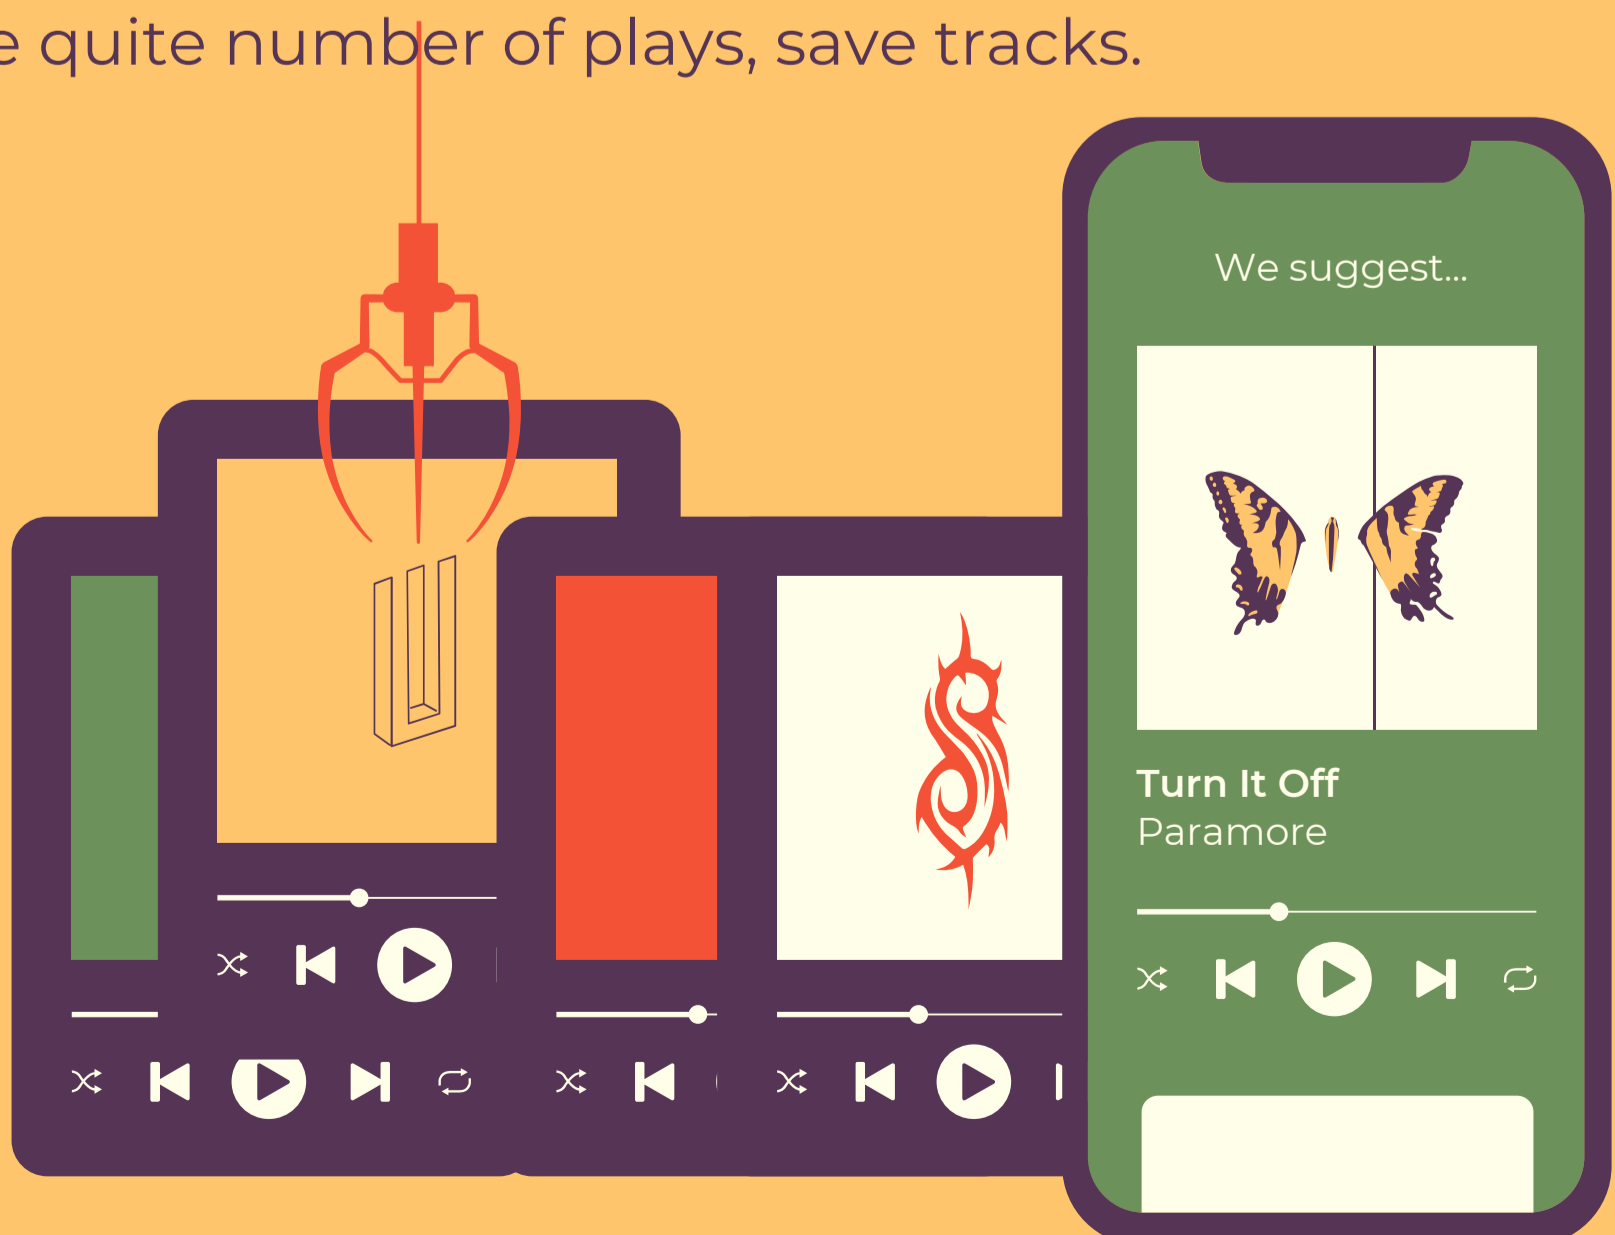 e quite number of plays, save tracks.
We suggest...
Turn It Off
Paramore